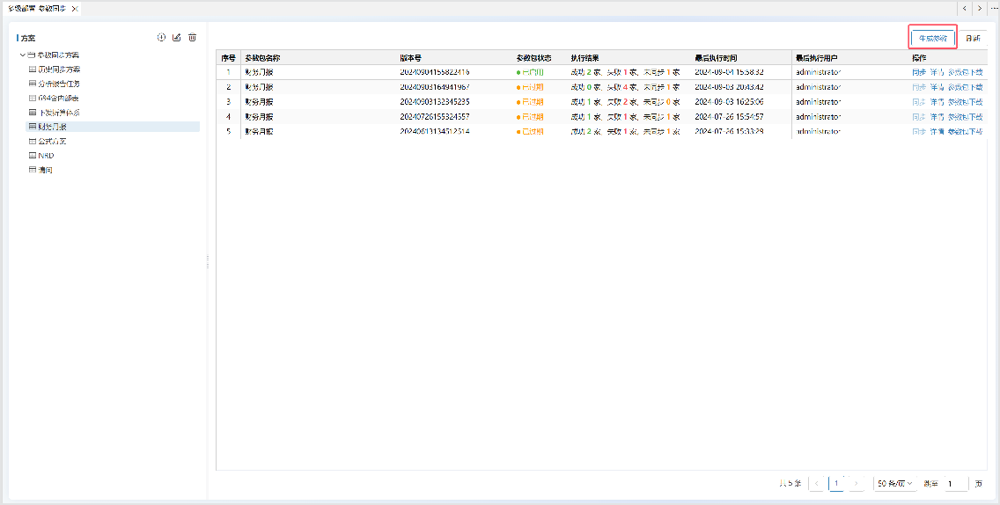 多级部署-参数同步
方案
参数同步方案
历史同步方案
分析报告任务
694含内部表
下发折算体系
财务月报
公式方案
NRD
请问
生成参数 刷新
序号 参数包名称 版本号 参数包状态 执行结果 最后执行时间 最后执行用户 操作
1 财务月报 20240904155822416 已启用 成功 2 家, 失败 1 家, 未同步 1 家 2024-09-04 15:58:32 administrator 同步 详情 参数包下载
2 财务月报 20240903164941967 已过期 成功 0 家, 失败 4 家, 未同步 1 家 2024-09-03 20:43:42 administrator 同步 详情 参数包下载
3 财务月报 20240903132345235 已过期 成功 1 家, 失败 2 家, 未同步 0 家 2024-09-03 16:25:06 administrator 同步 详情 参数包下载
4 财务月报 20240726155324557 已过期 成功 1 家, 失败 1 家, 未同步 1 家 2024-07-26 15:54:57 administrator 同步 详情 参数包下载
5 财务月报 20240613134512514 已过期 成功 2 家, 失败 1 家, 未同步 1 家 2024-07-26 15:33:29 administrator 同步 详情 参数包下载
共 5 条 1 50 条/页 跳至 1 页